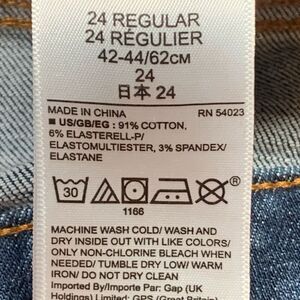 24 REGULAR
24 RÉGULIER
42-44/62CM
24
日本 24
MADE IN CHINA RN 54023
■ US/GB/EG : 91% COTTON,
6% ELASTERELL-P/
ELASTOMULTIESTER, 3% SPANDEX/
ELASTANE
30
®
1166
MACHINE WASH COLD/ WASH AND
DRY INSIDE OUT WITH LIKE COLORS/
ONLY NON-CHLORINE BLEACH WHEN
NEEDED/ TUMBLE DRY LOW/ WARM
IRON/ DO NOT DRY CLEAN
Imported By/Importe Par: Gap (UK
Holdings) Limited: GPS (Great Britain)